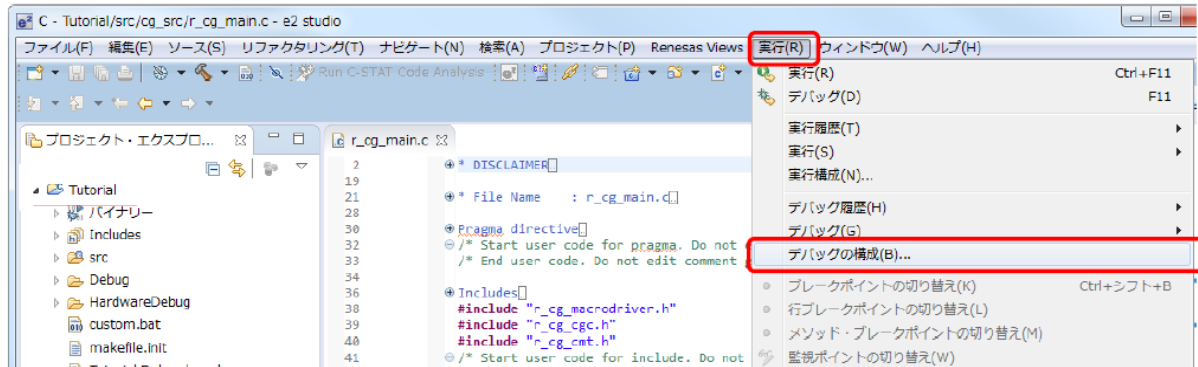 C - Tutorial/src/cg_src/r_cg_main.c - e2 studio
ファイル(F) 編集(E) ソース(S) リファクタリング(T) ナビゲート(N) 検索(A) プロジェクト(P) Renesas Views 実行(R) ウィンドウ(W) ヘルプ(H)
Run C-STAT Code Analysis
実行(R) Ctrl+F11
デバッグ(D) F11
実行履歴(T)
実行(S)
実行構成(N)...
デバッグ履歴(H)
デバッグ(G)
デバッグの構成(B)...
ブレークポイントの切り替え(K) Ctrl+シフト+B
行ブレークポイントの切り替え(L)
メソッド・ブレークポイントの切り替え(M)
監視ポイントの切り替え(W)
プロジェクト・エクスプロ...
Tutorial
バイナリー
Includes
src
Debug
HardwareDebug
custom.bat
makefile.init
r_cg_main.c
2 * DISCLAIMER
19
21 * File Name : r_cg_main.c
28
30 Pragma directive
32 /* Start user code for pragma. Do not
33 /* End user code. Do not edit comment
34
36 Includes
38 #include "r_cg_macrodriver.h"
39 #include "r_cg_cgc.h"
40 #include "r_cg_cmt.h"
41 /* Start user code for include. Do not